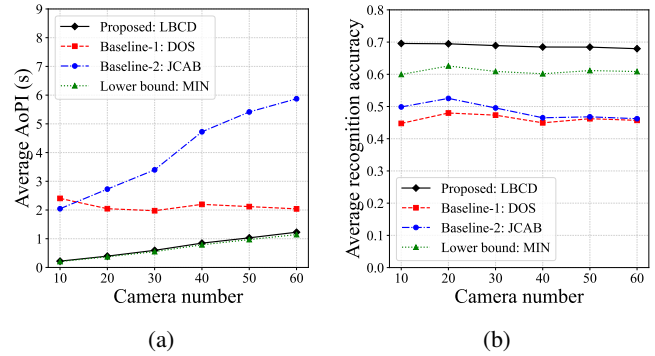 9
8
7
6
5
4
3
2
1
0
Average AoPI (s)
Proposed: LBCD
Baseline-1: DOS
Baseline-2: JCAB
Lower bound: MIN
10 20 30 40 50 60
Camera number
(a)
0.8
0.7
0.6
0.5
0.4
0.3
0.2
0.1
0.0
Average recognition accuracy
Proposed: LBCD
Baseline-1: DOS
Baseline-2: JCAB
Lower bound: MIN
10 20 30 40 50 60
Camera number
(b)